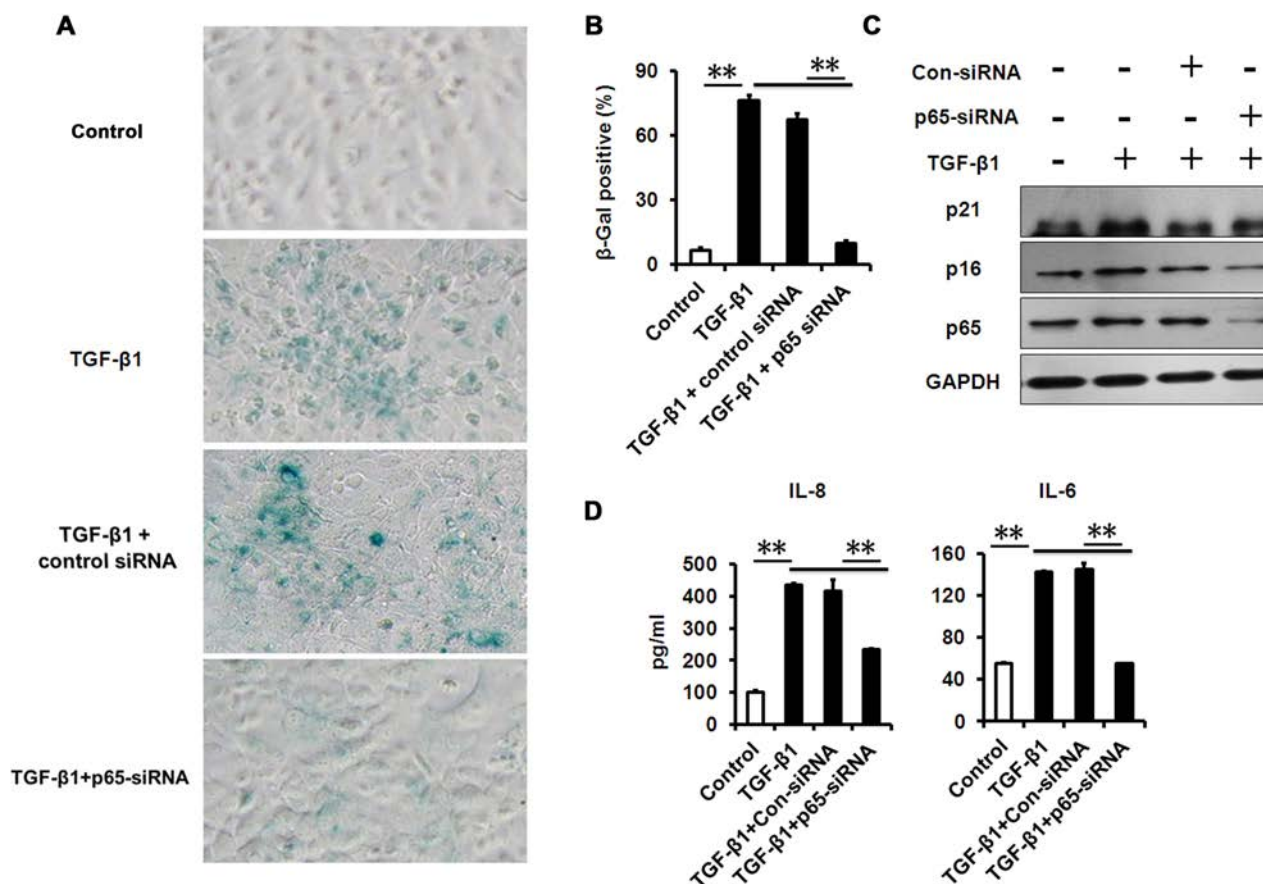 A
Control
TGF-β1
TGF-β1 +
control siRNA
TGF-β1+p65-siRNA
B
β-Gal positive (%)
90
60
30
0
**
**
Control
TGF-β1
TGF-β1 + control siRNA
TGF-β1 + p65 siRNA
C
Con-siRNA - - + -
p65-siRNA - - - +
TGF-β1 - + + +
p21
p16
p65
GAPDH
D
IL-8
pg/ml
500
400
300
200
100
0
**
**
Control
TGF-β1
TGF-β1+Con-siRNA
TGF-β1+p65-siRNA
IL-6
160
120
80
40
0
**
**
Control
TGF-β1
TGF-β1+Con-siRNA
TGF-β1+p65-siRNA